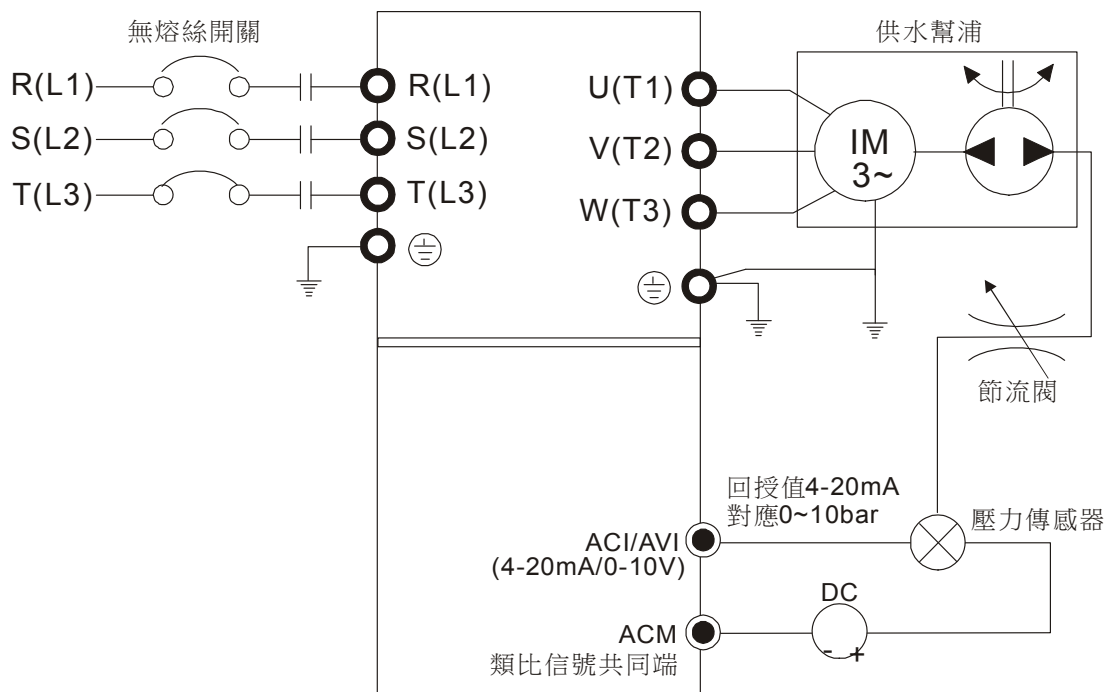 無熔絲開關
供水幫浦
R(L1)
R(L1)
U(T1)
S(L2)
S(L2)
V(T2)
IM
3~
T(L3)
T(L3)
W(T3)
節流閥
回授值4-20mA
對應0~10bar
壓力傳感器
ACI/AVI
(4-20mA/0-10V)
DC
- +
ACM
類比信號共同端